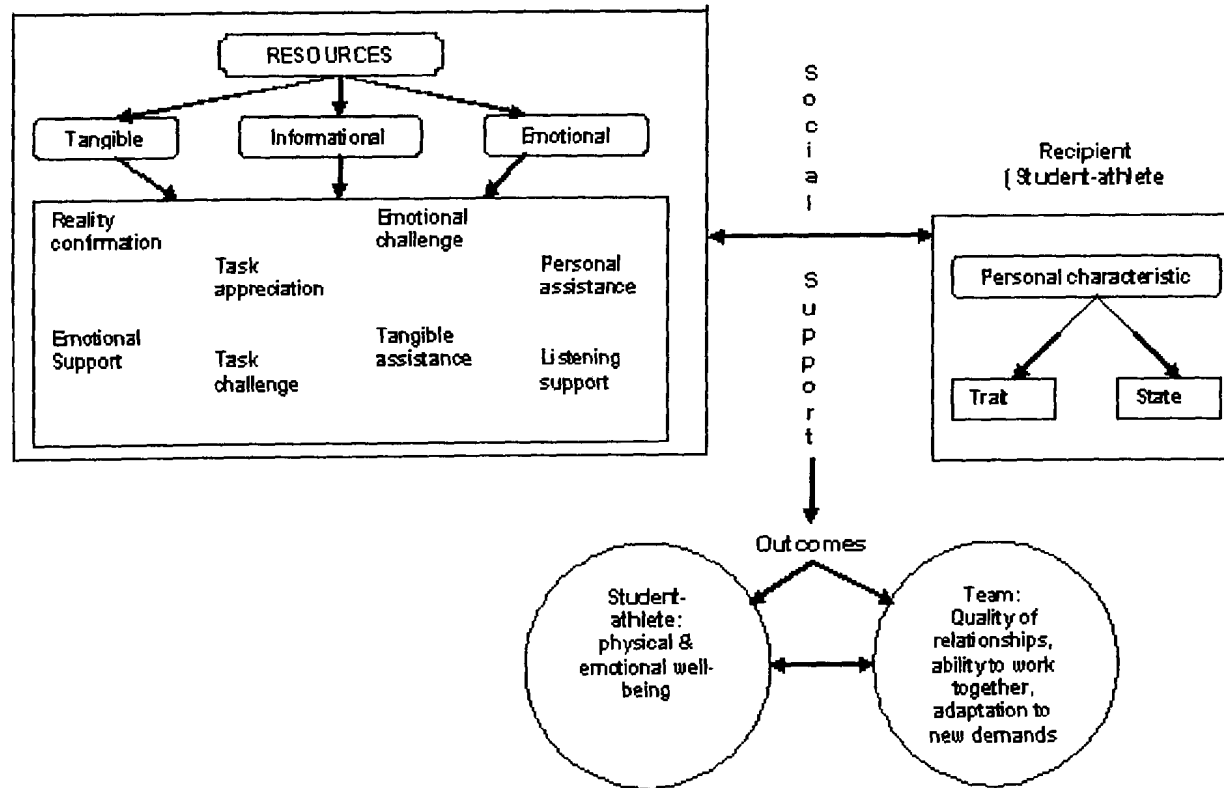 RESOURCES
Tangible
Informational
Emotional
Reality
confirmation
Emotional
challenge
Task
appreciation
Personal
assistance
Emotional
Support
Task
challenge
Tangible
assistance
Listening
support
Social
Support
Recipient
( Student-athlete
Personal characteristic
Trait
State
Outcomes
Student-
athlete:
physical &
emotional well-
being
Team:
Quality of
relationships,
ability to work
together,
adaptation to
new demands